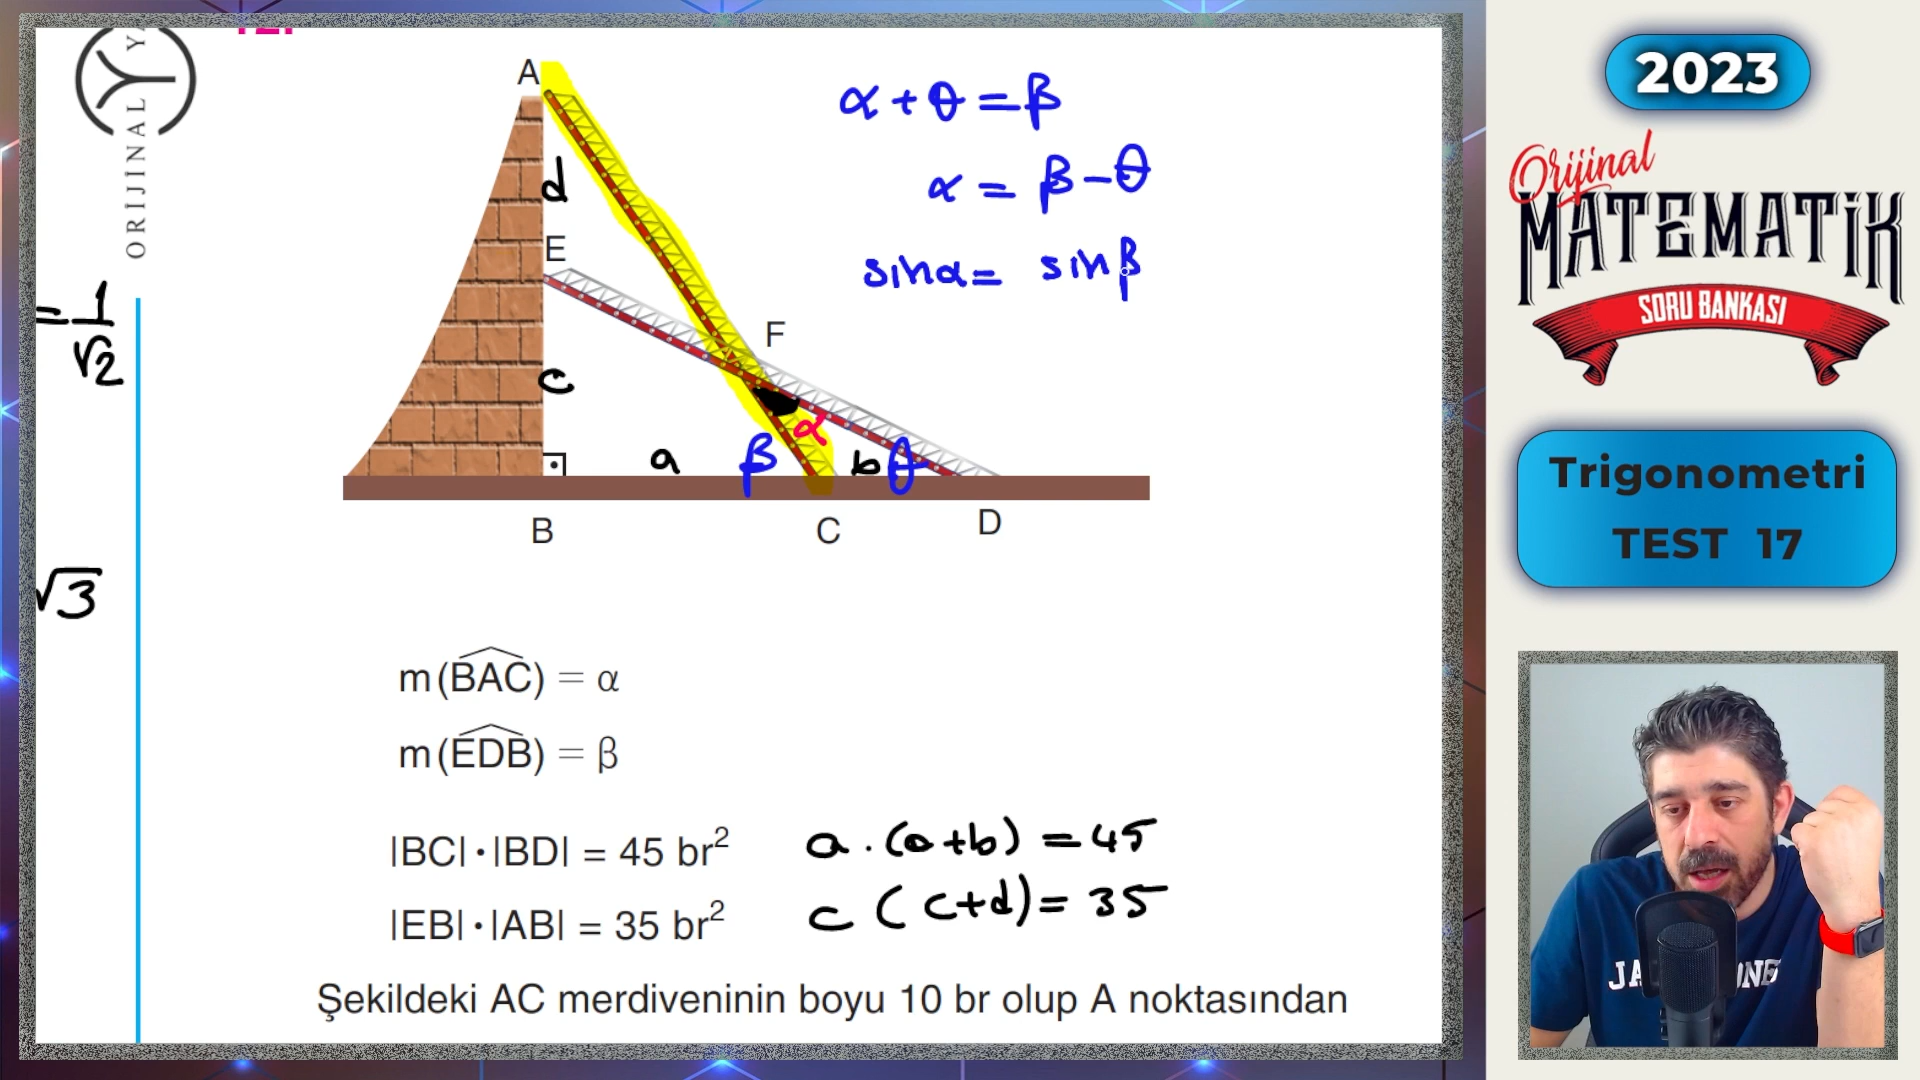 ORIJINAL Y
A
α + θ = β
d
α = β − θ
E
sinα = sinβ
= 1
√2
F
c
α
a
β
b
θ
B
C
D
√3
m(BAC) = α
m(EDB) = β
|BC|·|BD| = 45 br²
a.(a+b) = 45
|EB|·|AB| = 35 br²
c(c+d) = 35
Şekildeki AC merdiveninin boyu 10 br olup A noktasından
2023
Orijinal
MATEMATİK
SORU BANKASI
Trigonometri
TEST 17